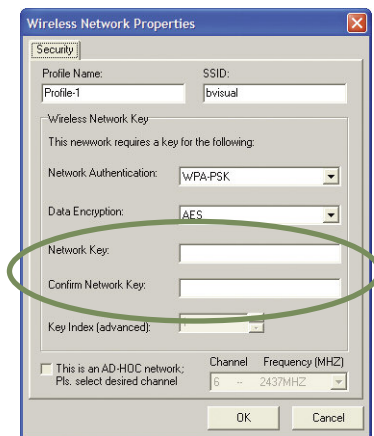 Wireless Network Properties
Security
Profile Name: SSID:
Profile-1 bvisual
Wireless Network Key
This newwork requires a key for the following:
Network Authentication: WPA-PSK
Data Encryption: AES
Network Key:
Confirm Network Key:
Key Index (advanced):
This is an AD-HOC network; Channel Frequency (MHZ)
Pls. select desired channel 6 -- 2437MHZ
OK Cancel